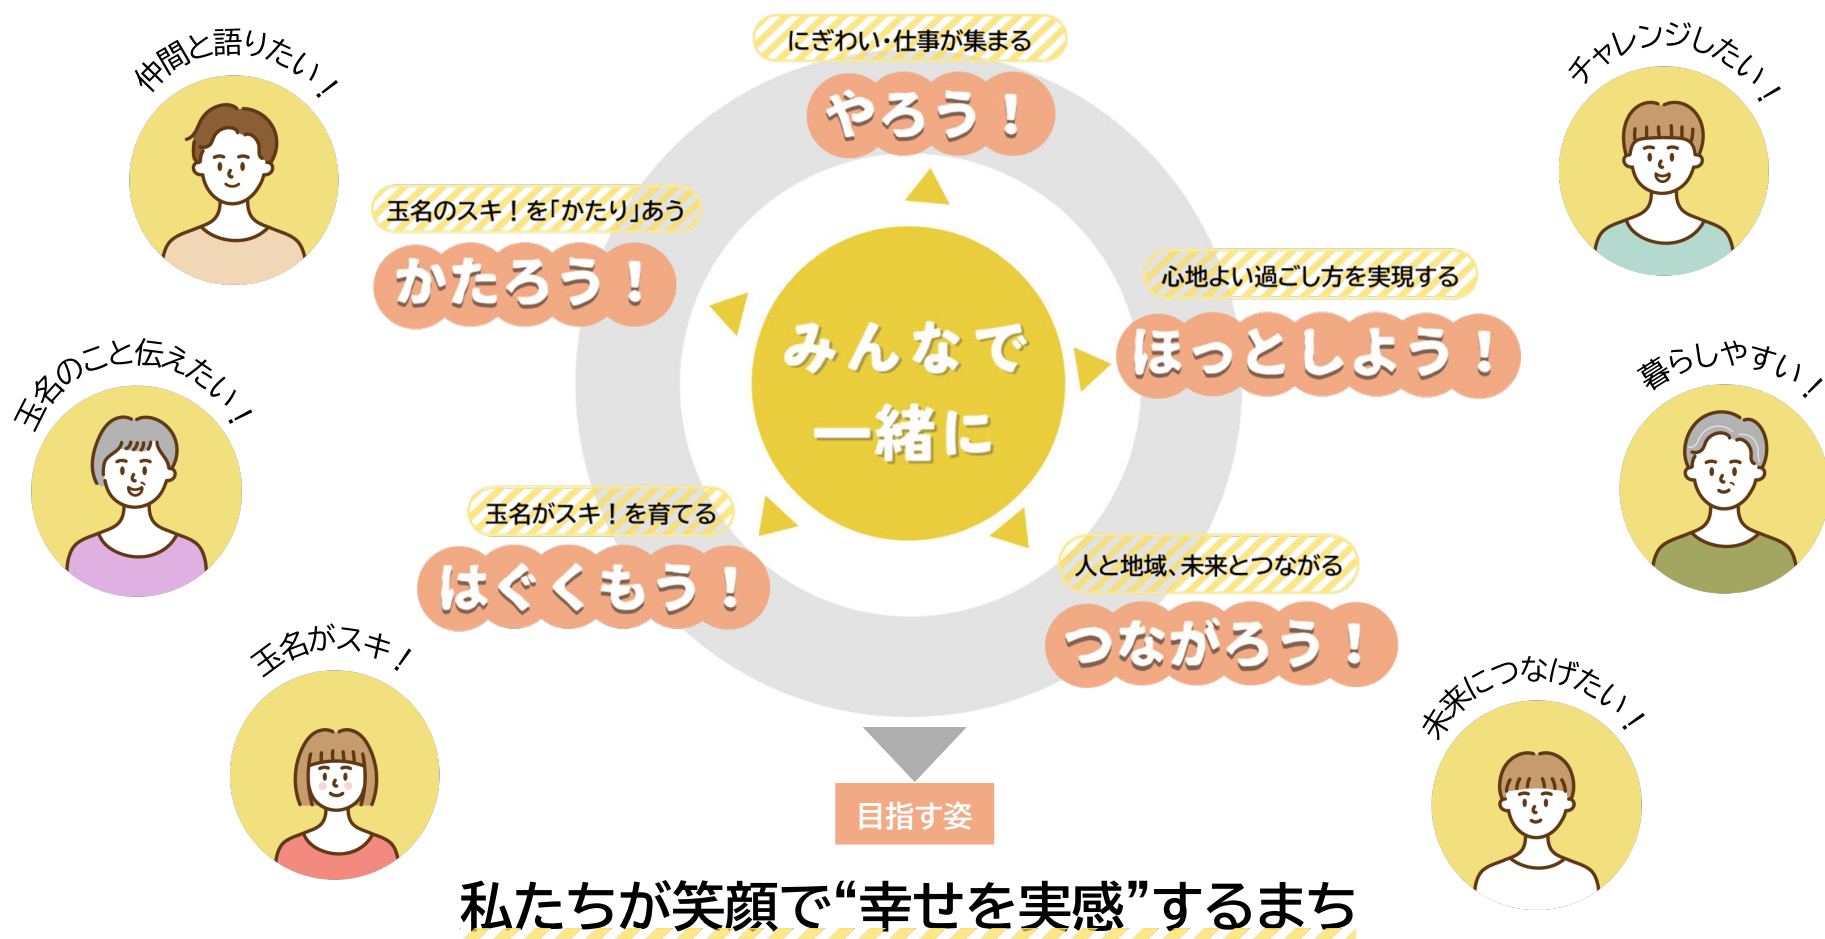 仲間と語りたい！
玉名のこと伝えたい！
玉名がスキ！
にぎわい・仕事が集まる
やろう！
玉名のスキ！を「かたり」あう
かたろう！
心地よい過ごし方を実現する
ほっとしよう！
みんなで
一緒に
玉名がスキ！を育てる
はぐくもう！
人と地域、未来とつながる
つながろう！
チャレンジしたい！
暮らしやすい！
未来につなげたい！
目指す姿
私たちが笑顔で“幸せを実感”するまち